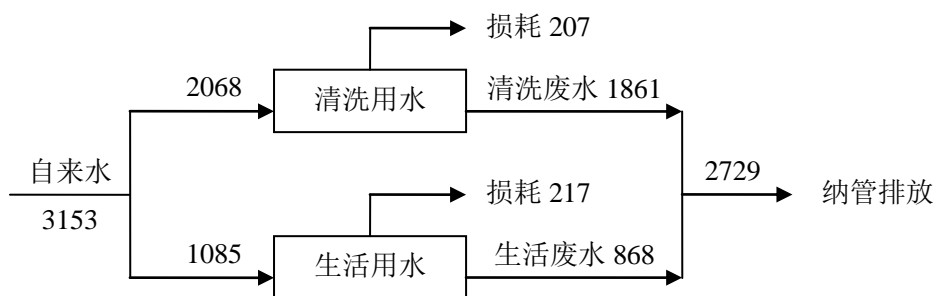 损耗 207
2068
清洗用水
清洗废水 1861
自来水
3153
2729
纳管排放
损耗 217
1085
生活用水
生活废水 868